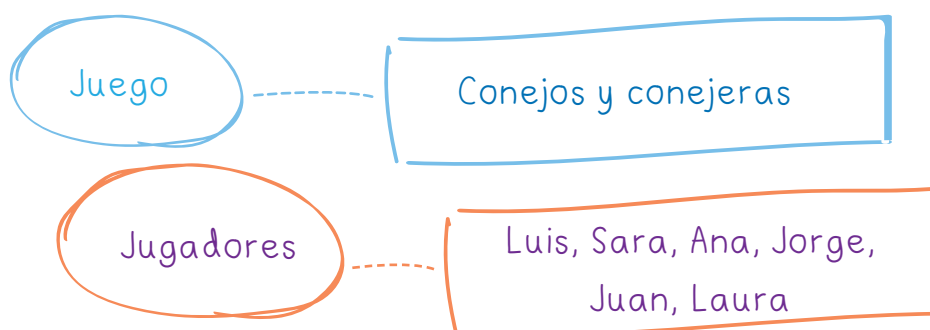 Juego
Conejos y conejeras
Jugadores
Luis, Sara, Ana, Jorge,
Juan, Laura